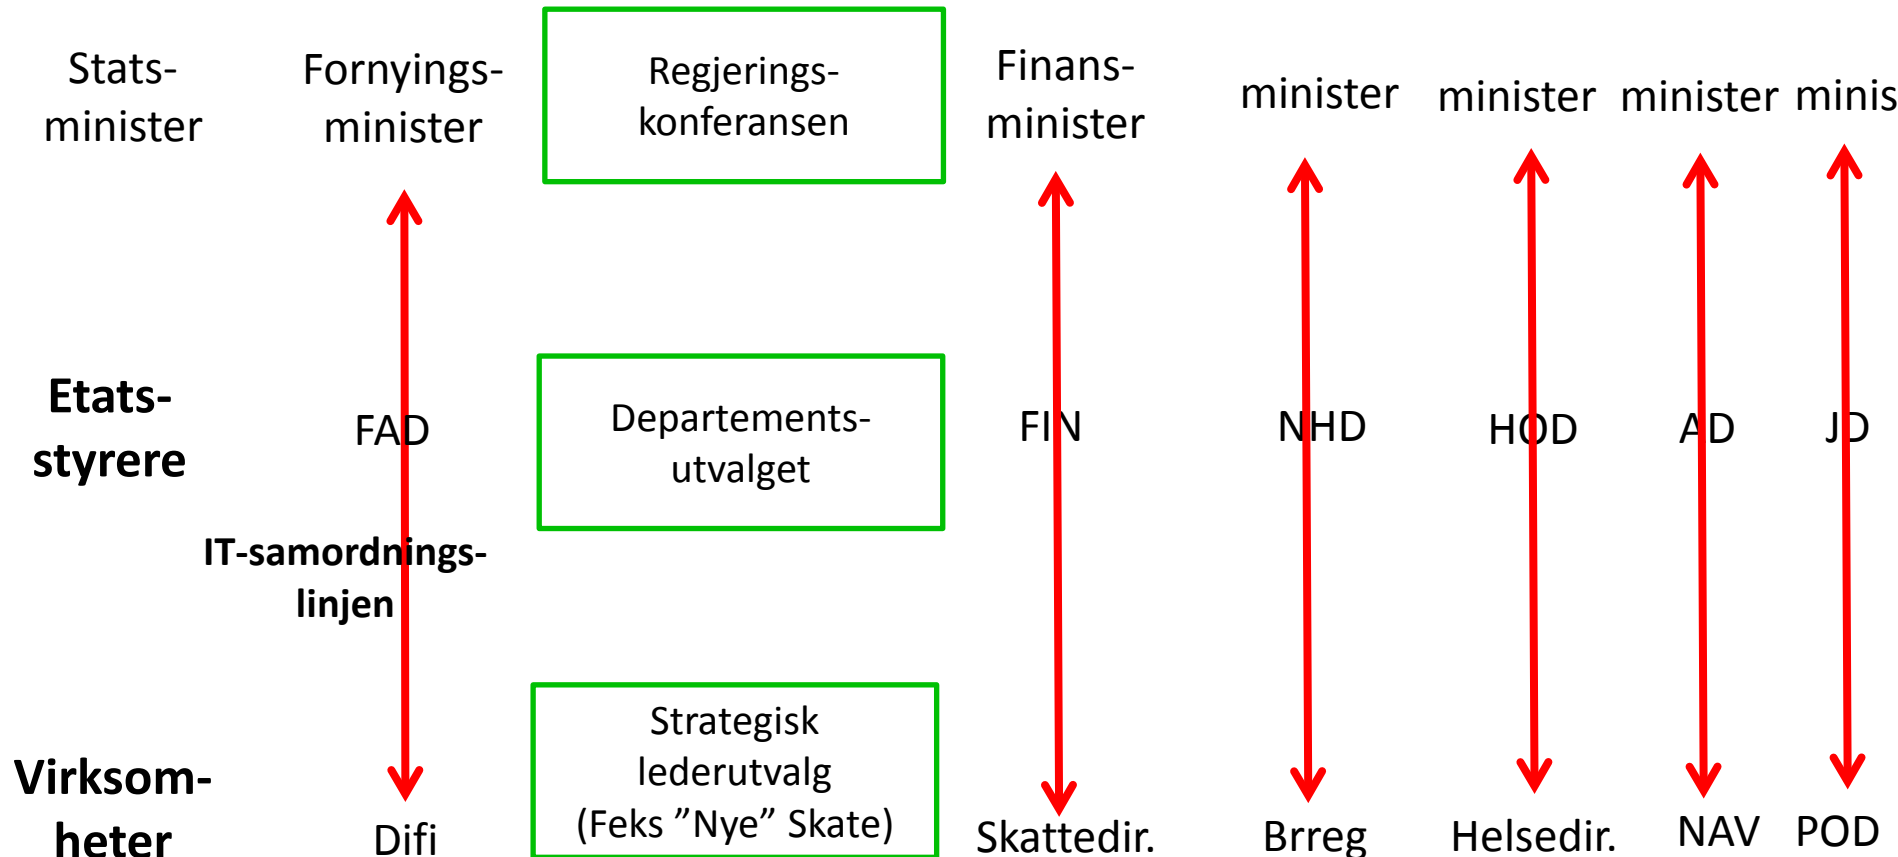 Stats-
minister
Fornyings-
minister
Regjerings-
konferansen
Finans-
minister
minister
minister
minister
minis
Etats-
styrere
FAD
Departements-
utvalget
FIN
NHD
HOD
AD
JD
IT-samordnings-
linjen
Virksom-
heter
Difi
Strategisk
lederutvalg
(Feks ”Nye” Skate)
Skattedir.
Brreg
Helsedir.
NAV
POD